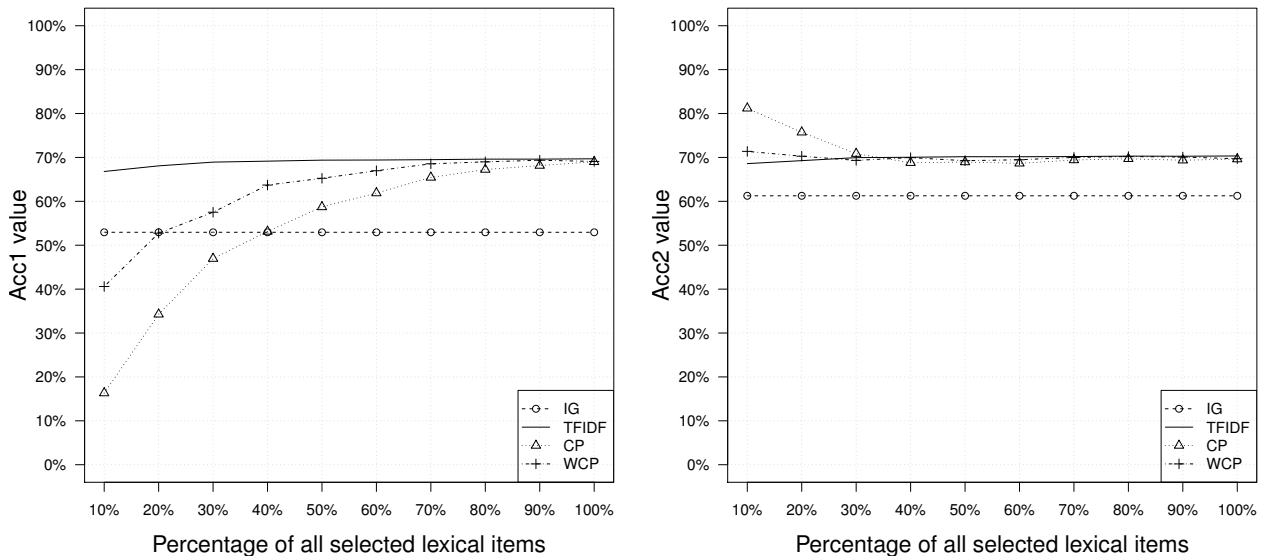 100%
90%
80%
70%
60%
50%
40%
30%
20%
10%
0%
Acc1 value
10% 20% 30% 40% 50% 60% 70% 80% 90% 100%
Percentage of all selected lexical items
IG
TFIDF
CP
WCP
100%
90%
80%
70%
60%
50%
40%
30%
20%
10%
0%
Acc2 value
10% 20% 30% 40% 50% 60% 70% 80% 90% 100%
Percentage of all selected lexical items
IG
TFIDF
CP
WCP